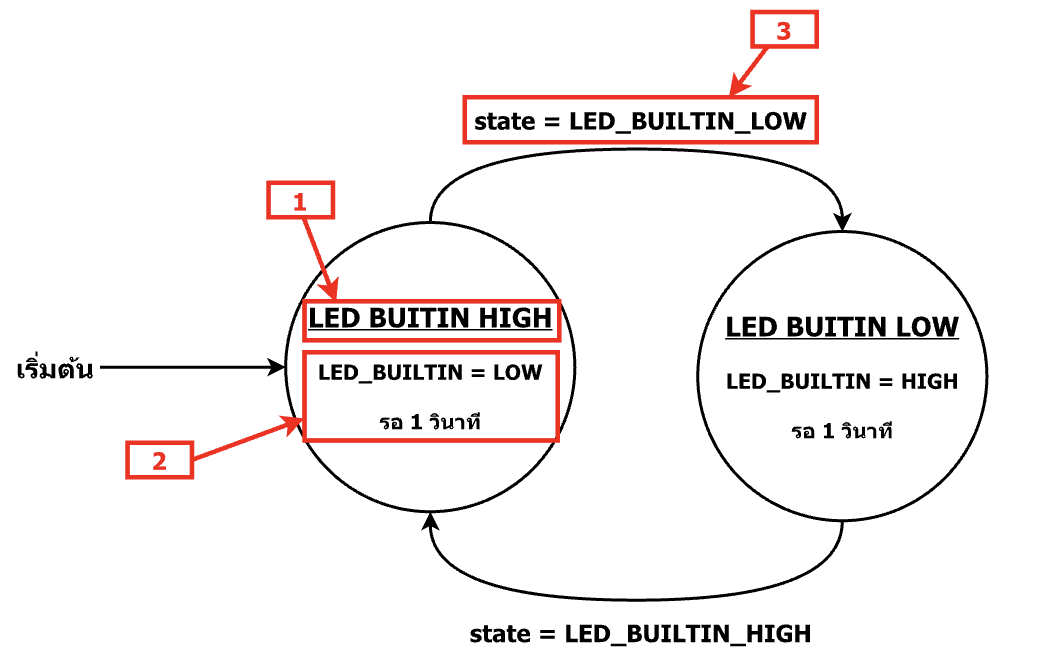 3
state = LED_BUILTIN_LOW
1
LED BUITIN HIGH
LED_BUILTIN = LOW
รอ 1 วินาที
เริ่มต้น
2
LED BUITIN LOW
LED_BUILTIN = HIGH
รอ 1 วินาที
state = LED_BUILTIN_HIGH